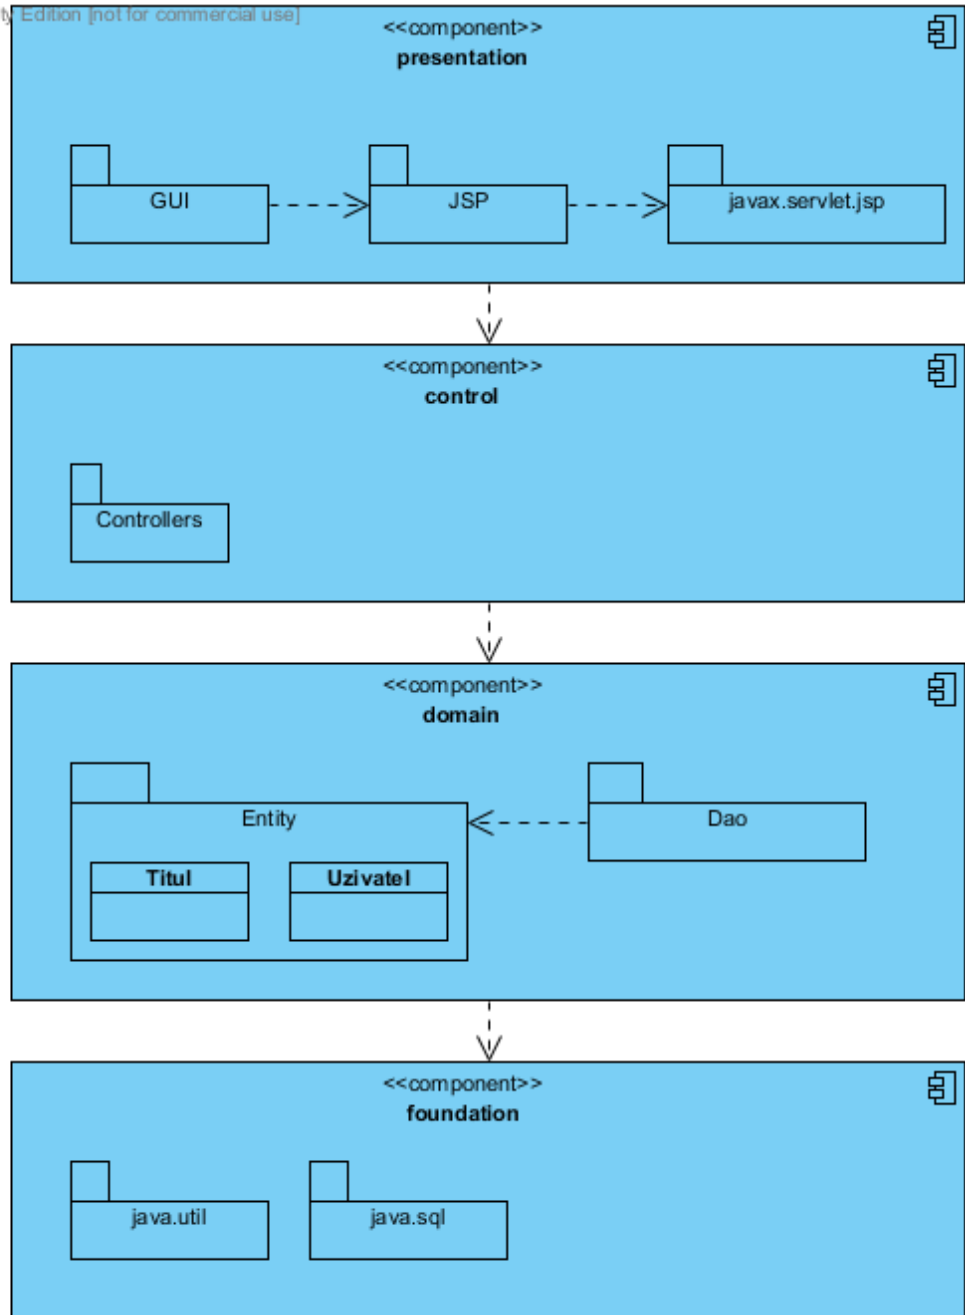 ty Edition [not for commercial use]
<<component>>
presentation
GUI
JSP
javax.servlet.jsp
<<component>>
control
Controllers
<<component>>
domain
Entity
Dao
Titul
Uzivatel
<<component>>
foundation
java.util
java.sql